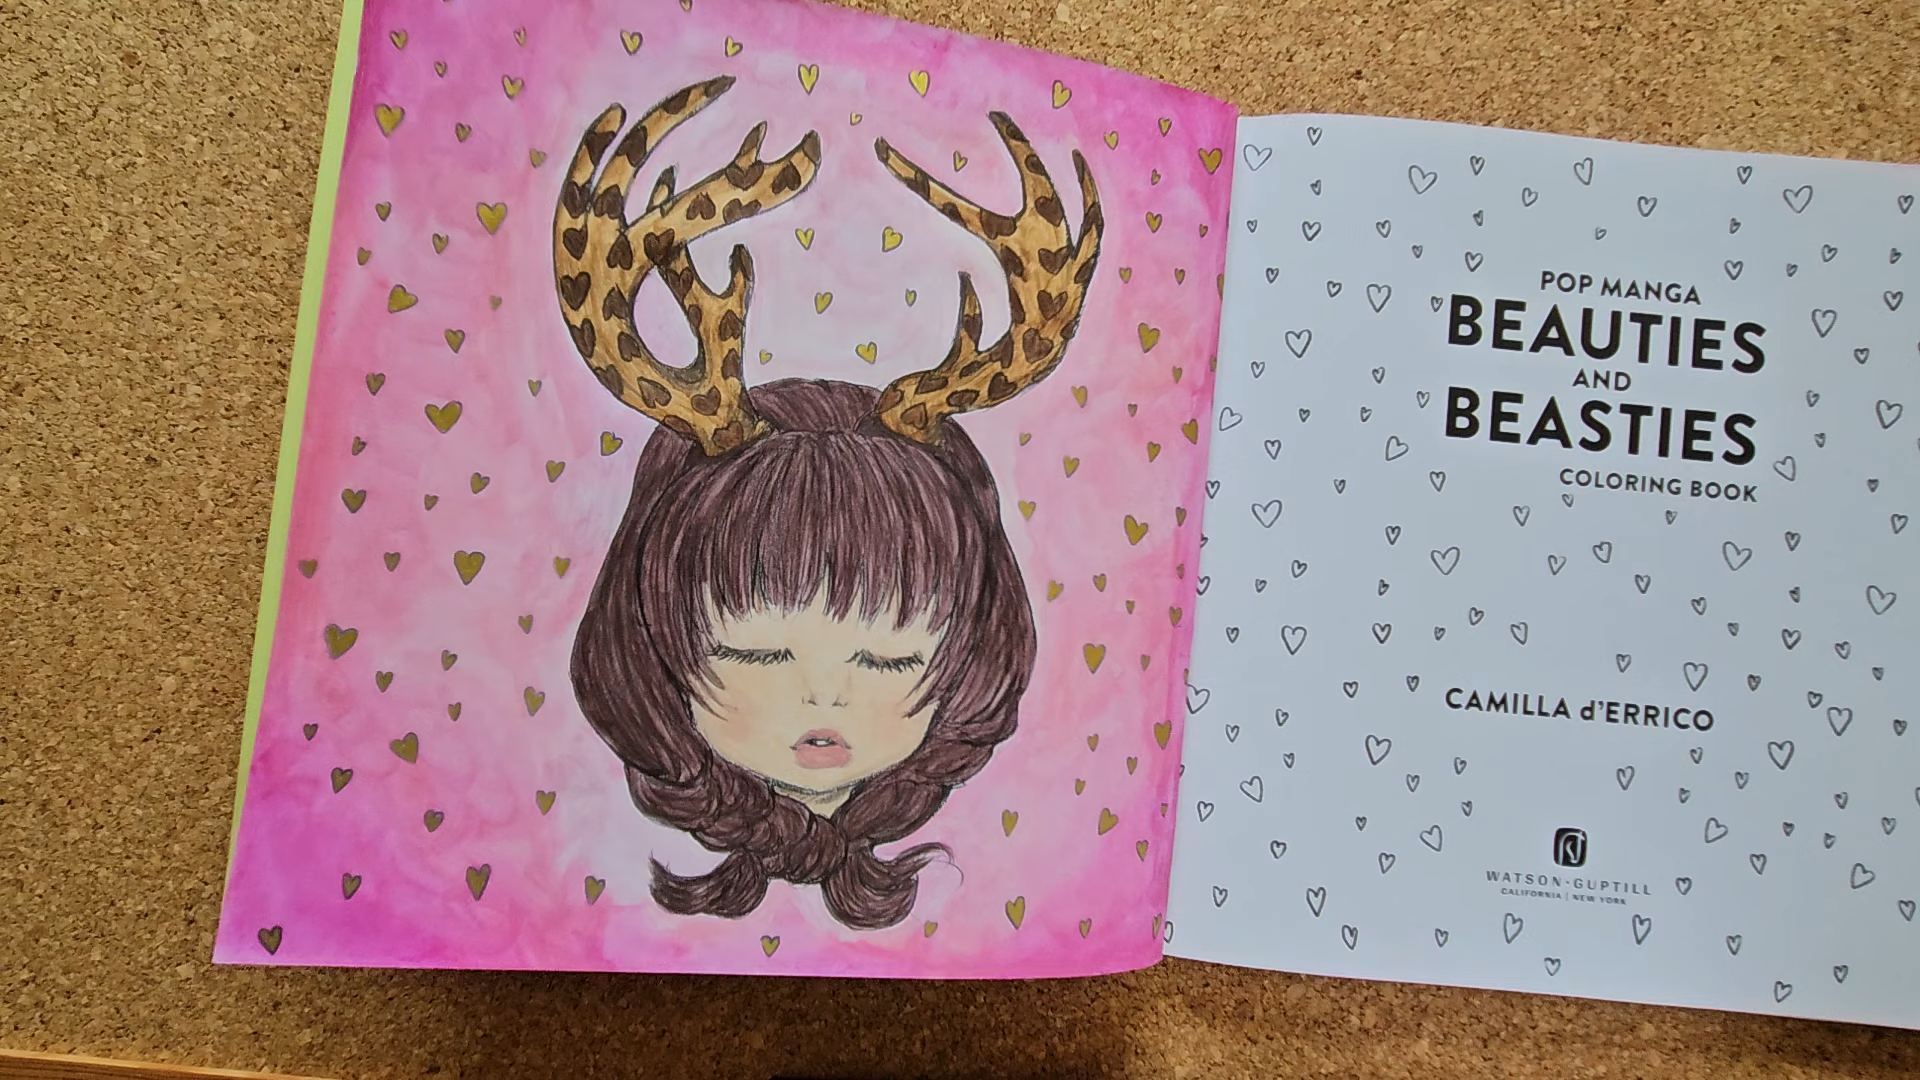 POP MANGA
BEAUTIES
AND
BEASTIES
COLORING BOOK
CAMILLA d'ERRICO
WATSON·GUPTILL
CALIFORNIA | NEW YORK